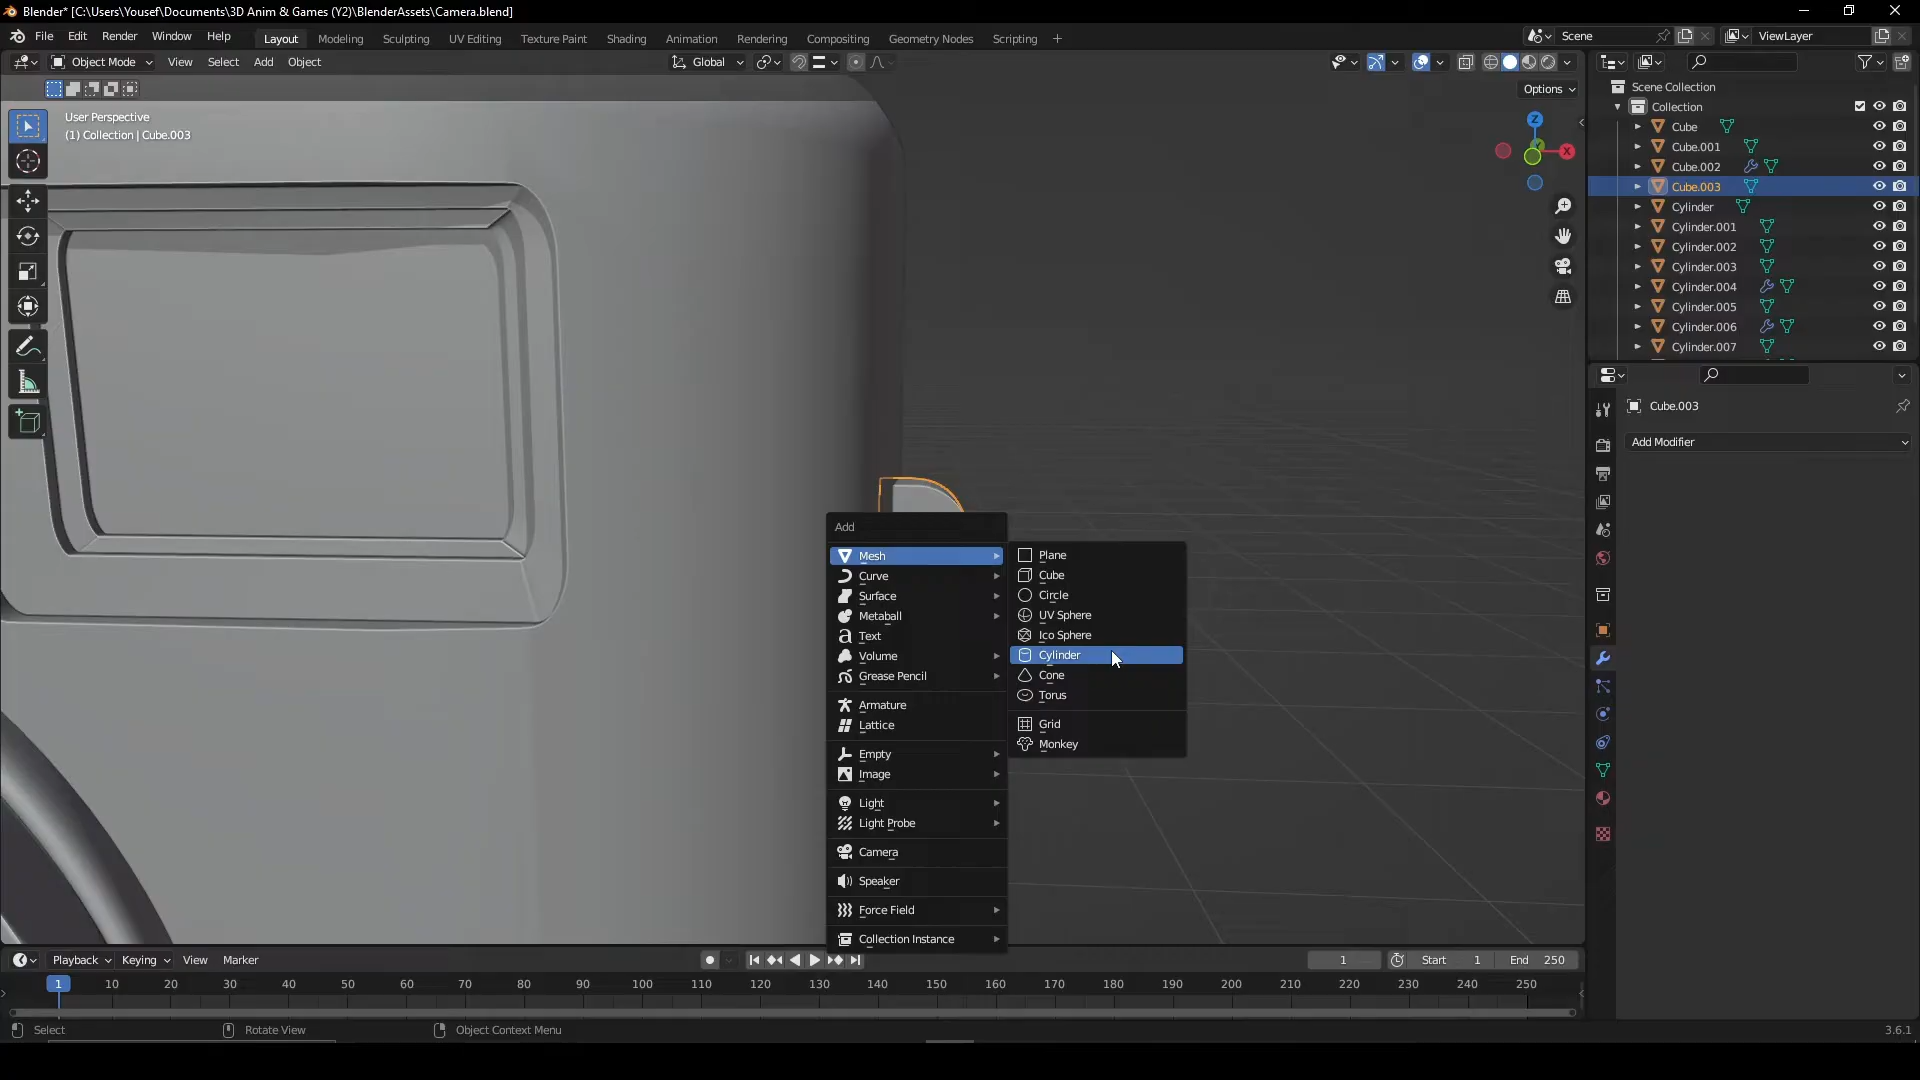 Blender* [C:\Users\Yousef\Documents\3D Anim & Games (Y2)\BlenderAssets\Camera.blend]
File Edit Render Window Help Layout Modeling Sculpting UV Editing Texture Paint Shading Animation Rendering Compositing Geometry Nodes Scripting + Scene ViewLayer
Object Mode View Select Add Object Global
Options
User Perspective
(1) Collection | Cube.003
Z
X
Scene Collection
Collection
Cube
Cube.001
Cube.002
Cube.003
Cylinder
Cylinder.001
Cylinder.002
Cylinder.003
Cylinder.004
Cylinder.005
Cylinder.006
Cylinder.007
Cube.003
Add Modifier
Add
Mesh
Curve
Surface
Metaball
Text
Volume
Grease Pencil
Armature
Lattice
Empty
Image
Light
Light Probe
Camera
Speaker
Force Field
Collection Instance
Plane
Cube
Circle
UV Sphere
Ico Sphere
Cylinder
Cone
Torus
Grid
Monkey
Playback Keying View Marker 1 Start 1 End 250
1 10 20 30 40 50 60 70 80 90 100 110 120 130 140 150 160 170 180 190 200 210 220 230 240 250
Select Rotate View Object Context Menu 3.6.1